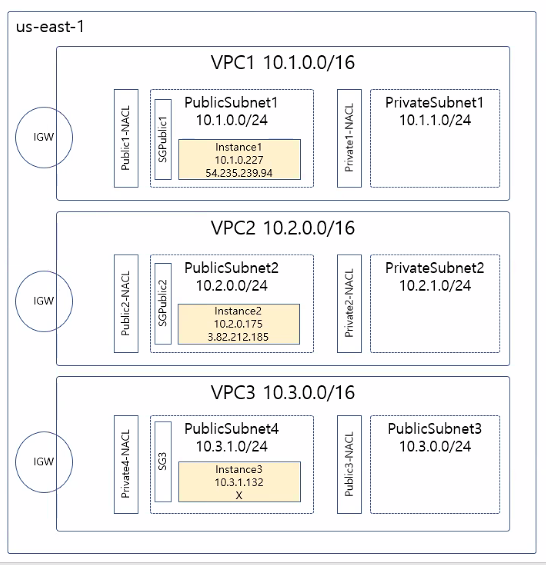 us-east-1
VPC1 10.1.0.0/16
IGW
Public1-NACL
SGPublic1
PublicSubnet1
10.1.0.0/24
Instance1
10.1.0.227
54.235.239.94
Private1-NACL
PrivateSubnet1
10.1.1.0/24
VPC2 10.2.0.0/16
IGW
Public2-NACL
SGPublic2
PublicSubnet2
10.2.0.0/24
Instance2
10.2.0.175
3.82.212.185
Private2-NACL
PrivateSubnet2
10.2.1.0/24
VPC3 10.3.0.0/16
IGW
Private4-NACL
SG3
PublicSubnet4
10.3.1.0/24
Instance3
10.3.1.132
X
Public3-NACL
PublicSubnet3
10.3.0.0/24